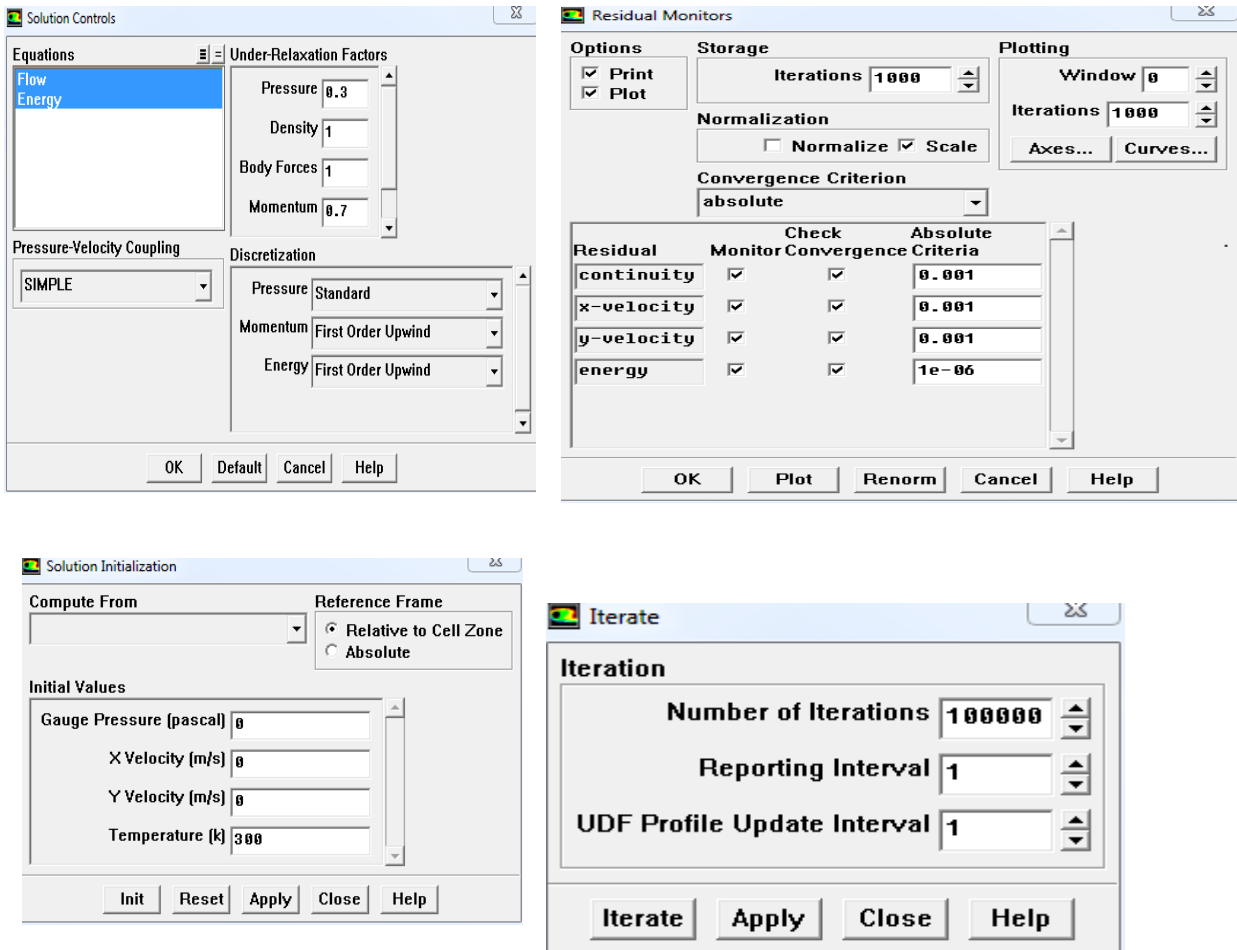 Solution Controls
Equations
Flow
Energy
Under-Relaxation Factors
Pressure 0.3
Density 1
Body Forces 1
Momentum 0.7
Pressure-Velocity Coupling
SIMPLE
Discretization
Pressure Standard
Momentum First Order Upwind
Energy First Order Upwind
OK Default Cancel Help
Residual Monitors
Options
Print
Plot
Storage
Iterations 1000
Normalization
Normalize Scale
Convergence Criterion
absolute
Plotting
Window 0
Iterations 1000
Axes... Curves...
Residual Monitor Check Convergence Absolute Criteria
continuity 0.001
x-velocity 0.001
y-velocity 0.001
energy 1e-06
OK Plot Renorm Cancel Help
Solution Initialization
Compute From
Reference Frame
Relative to Cell Zone
Absolute
Initial Values
Gauge Pressure (pascal) 0
X Velocity (m/s) 0
Y Velocity (m/s) 0
Temperature (k) 300
Init Reset Apply Close Help
Iterate
Iteration
Number of Iterations 100000
Reporting Interval 1
UDF Profile Update Interval 1
Iterate Apply Close Help